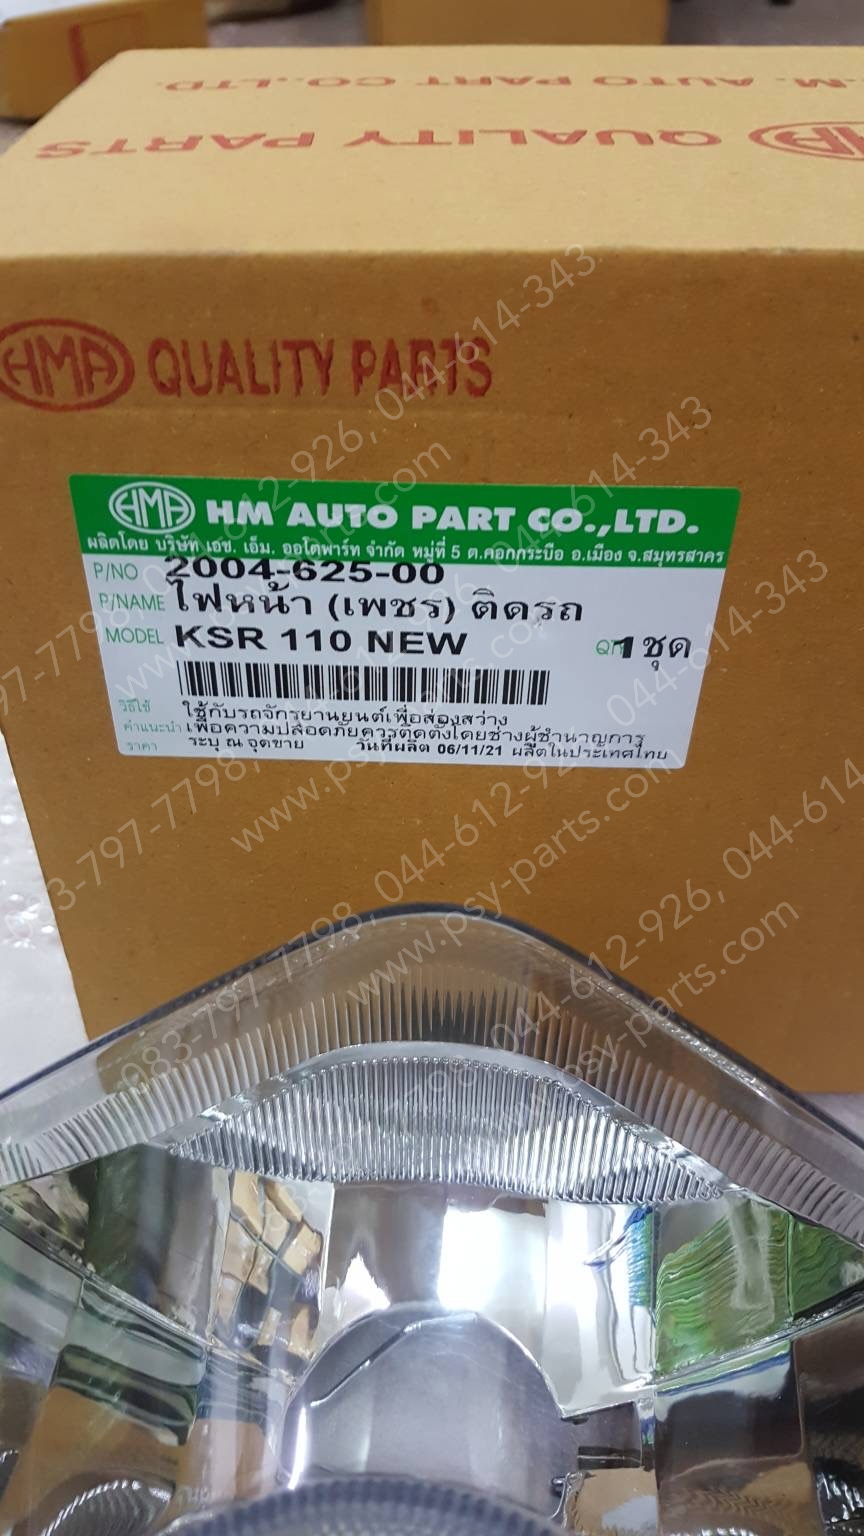 .M. AUTO PART CO.,LTD.
HMA QUALITY PARTS
HMA QUALITY PARTS
HMA HM AUTO PART CO.,LTD.
ผลิตโดย บริษัท เอช. เอ็ม. ออโตพาร์ท จำกัด หมู่ที่ 5 ต.คอกกระบือ อ.เมือง จ.สมุทรสาคร
P/NO 2004-625-00
P/NAME ไฟหน้า (เพชร) ติดรถ
MODEL KSR 110 NEW 1 ชุด
วิธีใช้ ใช้กับรถจักรยานยนต์เพื่อส่องสว่าง
คำแนะนำ เพื่อความปลอดภัยควรติดตั้งโดยช่างผู้ชำนาญการ
ราคา ระบุ ณ จุดขาย วันที่ผลิต 06/11/21 ผลิตในประเทศไทย
083-797-7798, 044-612-926, 044-614-343
www.psy-parts.com